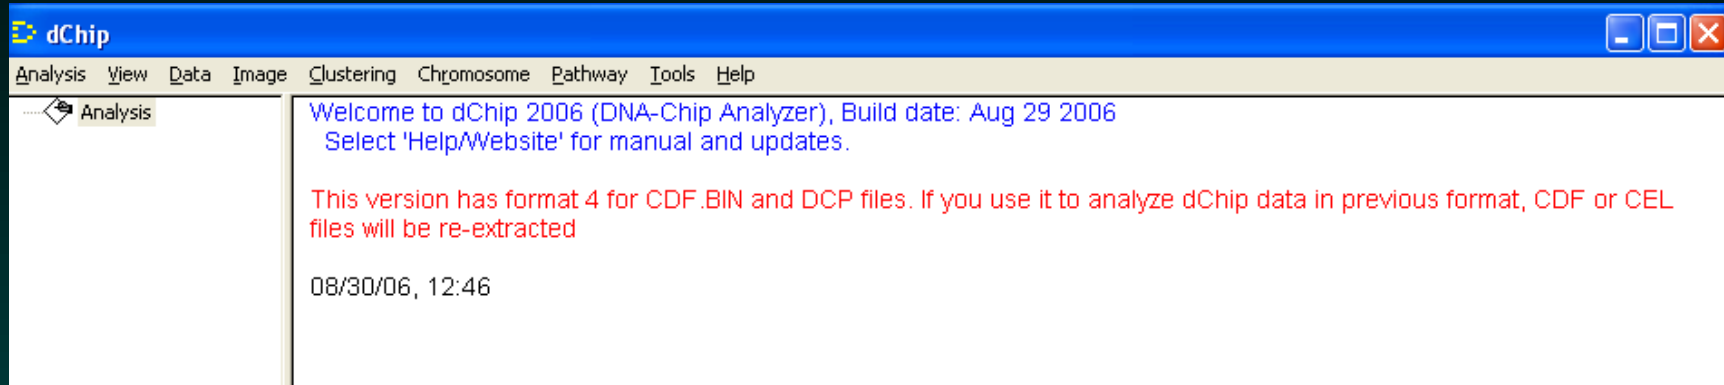 dChip
Analysis View Data Image Clustering Chromosome Pathway Tools Help
Analysis
Welcome to dChip 2006 (DNA-Chip Analyzer), Build date: Aug 29 2006
Select 'Help/Website' for manual and updates.
This version has format 4 for CDF.BIN and DCP files. If you use it to analyze dChip data in previous format, CDF or CEL
files will be re-extracted
08/30/06, 12:46